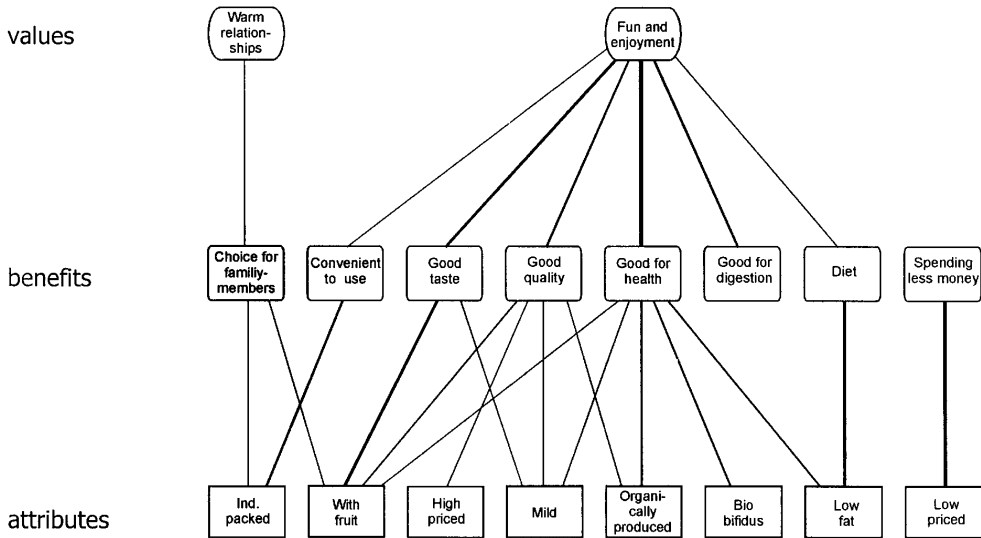 values
Warm
relation-
ships
Fun and
enjoyment
benefits
Choice for
familiy-
members
Convenient
to use
Good
taste
Good
quality
Good for
health
Good for
digestion
Diet
Spending
less money
attributes
Ind.
packed
With
fruit
High
priced
Mild
Organi-
cally
produced
Bio
bifidus
Low
fat
Low
priced